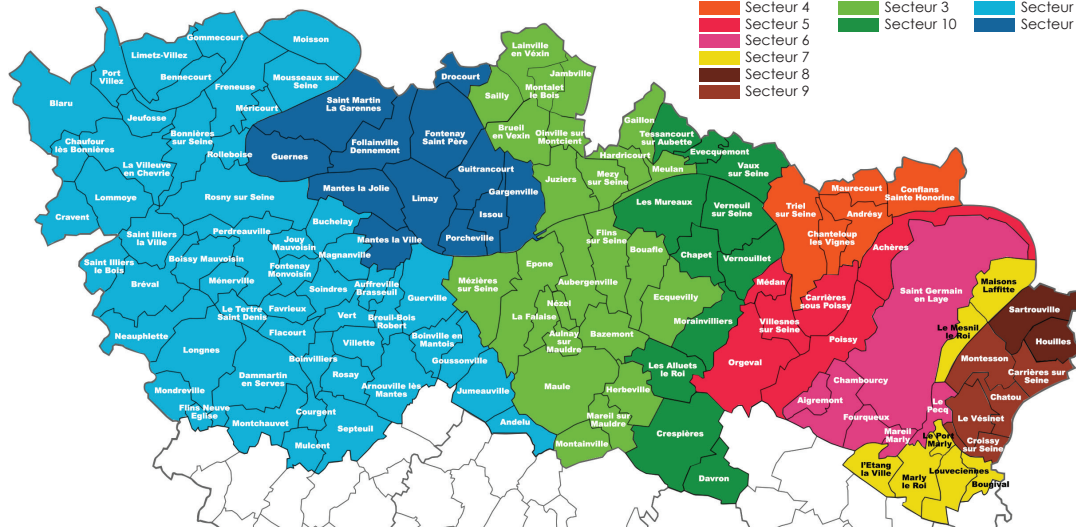 Secteur 4
Secteur 5
Secteur 6
Secteur 7
Secteur 8
Secteur 9
Secteur 3
Secteur 10
Secteur
Secteur
Gommecourt
Moisson
Limetz-Villez
Port
Villez
Bennecourt
Mousseaux sur
Seine
Freneuse
Blaru
Méricourt
Jeufosse
Bonnières
sur Seine
Chaufour
lès Bonnières
Rolleboise
La Villeuve
en Chevrie
Lommoye
Rosny sur Seine
Cravent
Buchelay
Perdreauville
Saint Illiers
la Ville
Jouy
Mauvoisin
Magnanville
Boissy Mauvoisin
Saint Illiers
le Bois
Fontenay
Monvoisin
Ménerville
Bréval
Soindres
Auffreville
Brasseuil
Guerville
Le Tertre
Saint Denis
Favrieux
Vert
Breuil-Bois
Robert
Neauphlette
Flacourt
Villette
Boinville en
Mantois
Longnes
Boinvilliers
Goussonville
Dammartin
en Serves
Rosay
Arnouville lès
Mantes
Jumeauville
Mondreville
Flins Neuve
Eglise
Courgent
Montchauvet
Septeuil
Andelu
Mulcent
Drocourt
Saint Martin
La Garennes
Follainville
Dennemont
Fontenay
Saint Père
Guernes
Guitrancourt
Mantes la Jolie
Limay
Gargenville
Issou
Porcheville
Mantes la Ville
Lainville
en Véxin
Jambville
Montalet
le Bois
Sailly
Brueil
en Vexin
Oinville sur
Montcient
Gaillon
Hardricourt
Juziers
Mezy
sur Seine
Meulan
Flins
sur Seine
Bouafle
Epone
Mézières
sur Seine
Aubergenville
Nézel
Ecquevilly
La Falaise
Aulnay
sur
Mauldre
Bazemont
Maule
Herbeville
Mareil sur
Mauldre
Montainville
Tessancourt
sur Aubette
Evecquemont
Vaux
sur Seine
Les Mureaux
Verneuil
sur Seine
Chapet
Vernouillet
Morainvilliers
Les Alluets
le Roi
Crespières
Davron
Triel
sur Seine
Maurecourt
Conflans
Sainte Honorine
Andrésy
Chanteloup
les Vignes
Achères
Médan
Carrières
sous Poissy
Villesnes
sur Seine
Poissy
Orgeval
Saint Germain
en Laye
Chambourcy
Aigremont
Fourqueux
Mareil
Marly
Le
Pecq
Maisons
Laffitte
Le Mesnil
le Roi
Sartrouville
Houilles
Montesson
Carrières sur
Seine
Chatou
Le Vésinet
Croissy
sur Seine
Le Port
Marly
l'Etang
la Ville
Marly
le Roi
Louveciennes
Bougival